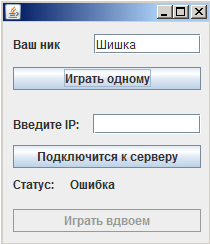 Ваш ник Шишка
Играть одному
Введите IP:
Подключится к серверу
Статус: Ошибка
Играть вдвоем